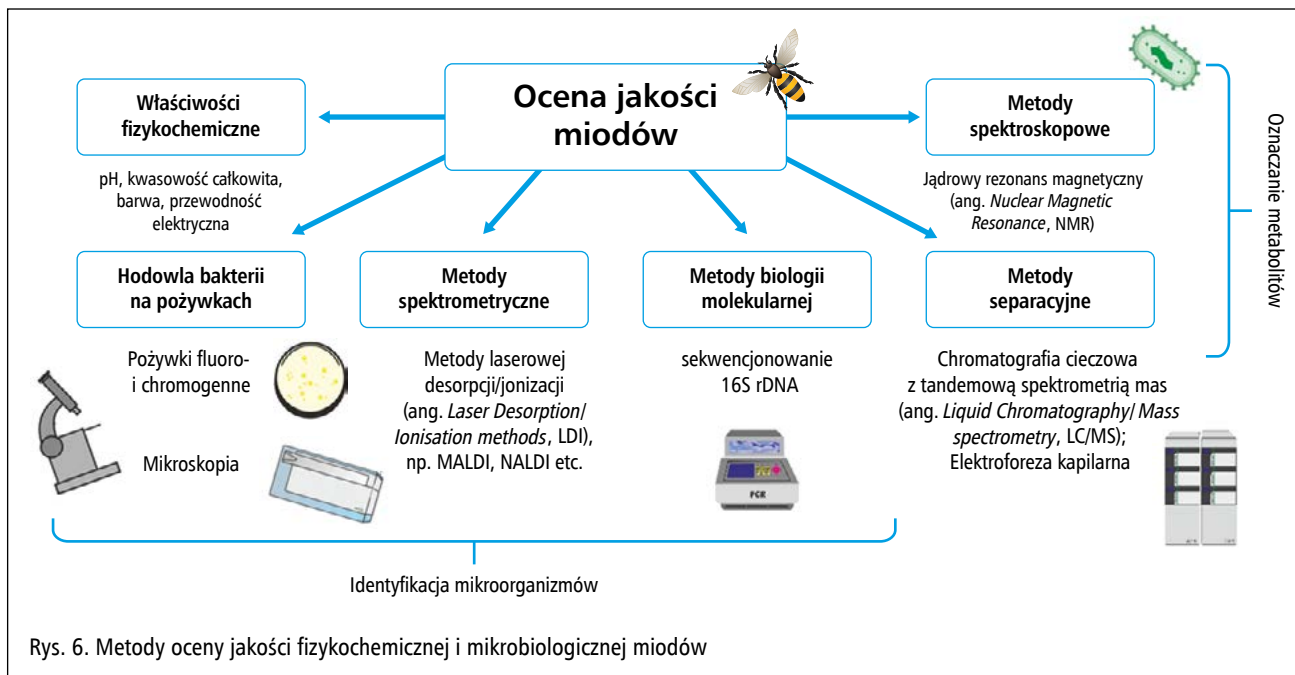 Ocena jakości
miodów
Właściwości
fizykochemiczne
pH, kwasowość całkowita,
barwa, przewodność
elektryczna
Metody
spektroskopowe
Jądrowy rezonans magnetyczny
(ang. Nuclear Magnetic
Resonance, NMR)
Oznaczanie metabolitów
Hodowla bakterii
na pożywkach
Pożywki fluoro-
i chromogenne
Mikroskopia
Metody
spektrometryczne
Metody laserowej
desorpcji/jonizacji
(ang. Laser Desorption/
Ionisation methods, LDI),
np. MALDI, NALDI etc.
Metody biologii
molekularnej
sekwencjonowanie
16S rDNA
PCR
Metody
separacyjne
Chromatografia cieczowa
z tandemową spektrometrią mas
(ang. Liquid Chromatography/ Mass
spectrometry, LC/MS);
Elektroforeza kapilarna
Identyfikacja mikroorganizmów
Rys. 6. Metody oceny jakości fizykochemicznej i mikrobiologicznej miodów